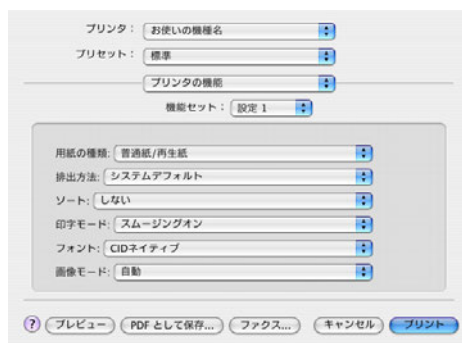 プリンタ： お使いの機種名
プリセット： 標準
プリンタの機能
機能セット： 設定 1
用紙の種類: 普通紙/再生紙
排出方法: システムデフォルト
ソート: しない
印字モード: スムージングオン
フォント: CIDネイティブ
画像モード: 自動
? プレビュー PDF として保存... ファクス... キャンセル プリント